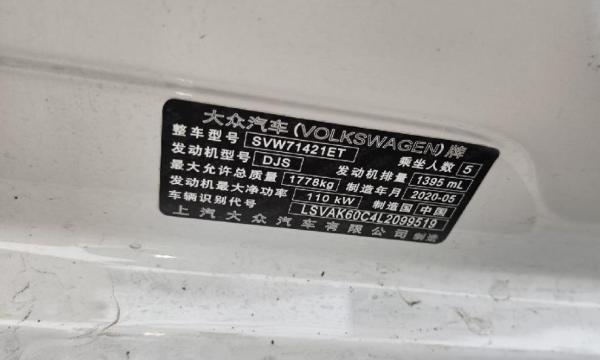 大众汽车(VOLKSWAGEN)牌
整车型号 SVW71421ET 乘坐人数 5
发动机型号 DJS 发动机排量 1395 mL
最大允许总质量 1778kg 制造年月 2020-05
发动机最大净功率 110 kW 制造国 中国
车辆识别代号 LSVAK60C4L2099519
上汽大众汽车有限公司 制造